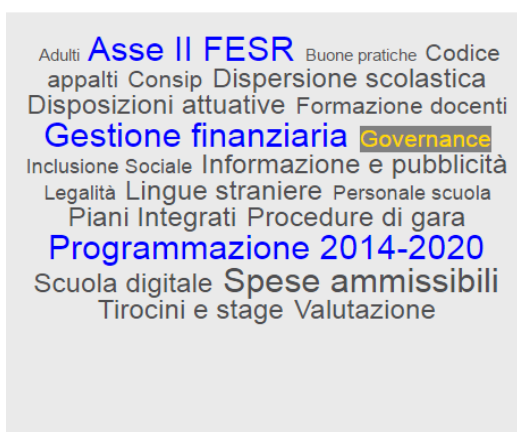 Adulti Asse II FESR Buone pratiche Codice
appalti Consip Dispersione scolastica
Disposizioni attuative Formazione docenti
Gestione finanziaria Governance
Inclusione Sociale Informazione e pubblicità
Legalità Lingue straniere Personale scuola
Piani Integrati Procedure di gara
Programmazione 2014-2020
Scuola digitale Spese ammissibili
Tirocini e stage Valutazione